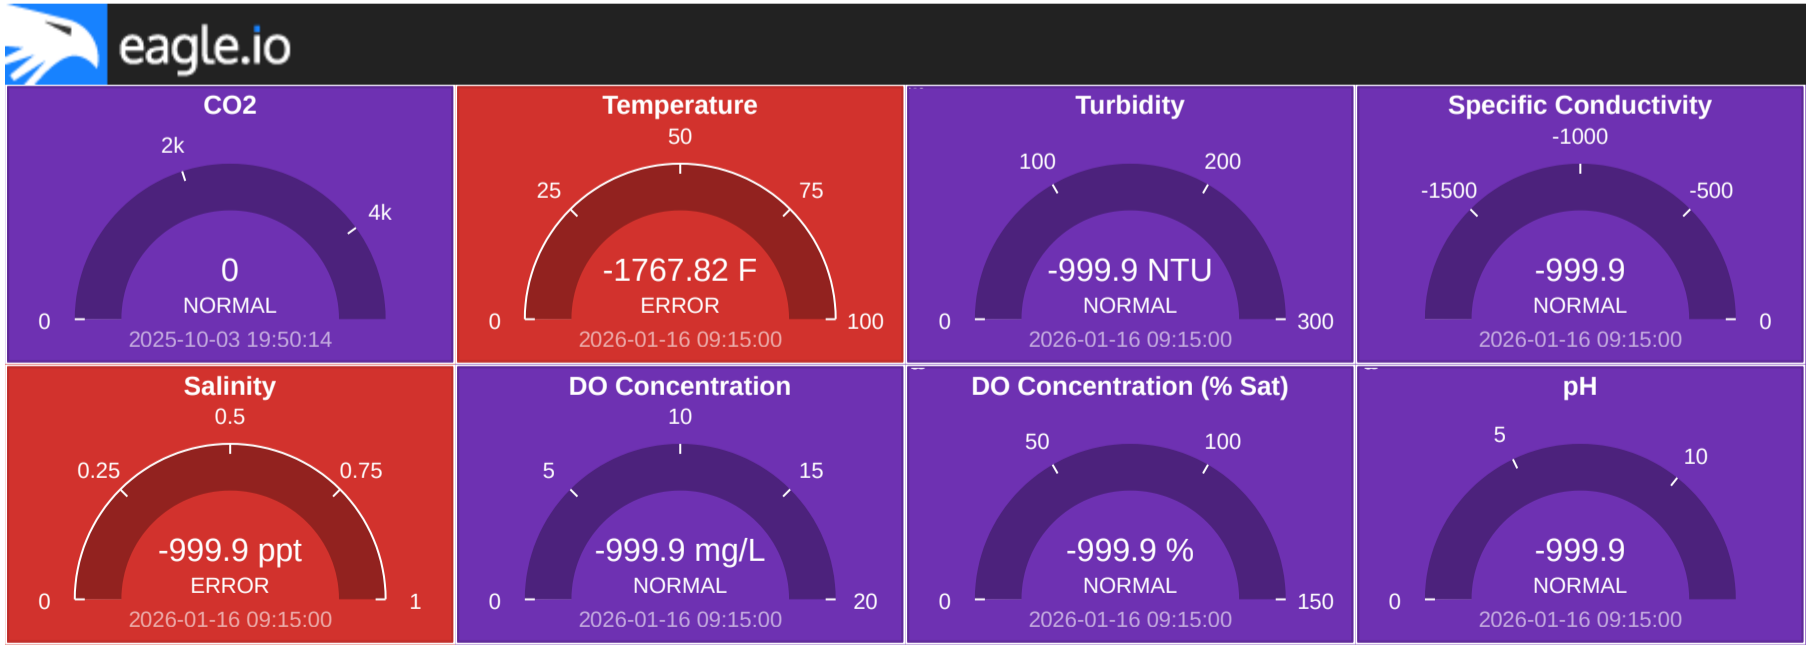 eagle.io
CO2
2k
4k
0
NORMAL
0
2025-10-03 19:50:14
Temperature
50
25
75
-1767.82 F
ERROR
0
100
2026-01-16 09:15:00
Turbidity
100
200
-999.9 NTU
NORMAL
0
300
2026-01-16 09:15:00
Specific Conductivity
-1000
-1500
-500
-999.9
NORMAL
0
2026-01-16 09:15:00
Salinity
0.5
0.25
0.75
-999.9 ppt
ERROR
0
1
2026-01-16 09:15:00
DO Concentration
10
5
15
-999.9 mg/L
NORMAL
0
20
2026-01-16 09:15:00
DO Concentration (% Sat)
50
100
-999.9 %
NORMAL
0
150
2026-01-16 09:15:00
pH
5
10
-999.9
NORMAL
0
2026-01-16 09:15:00